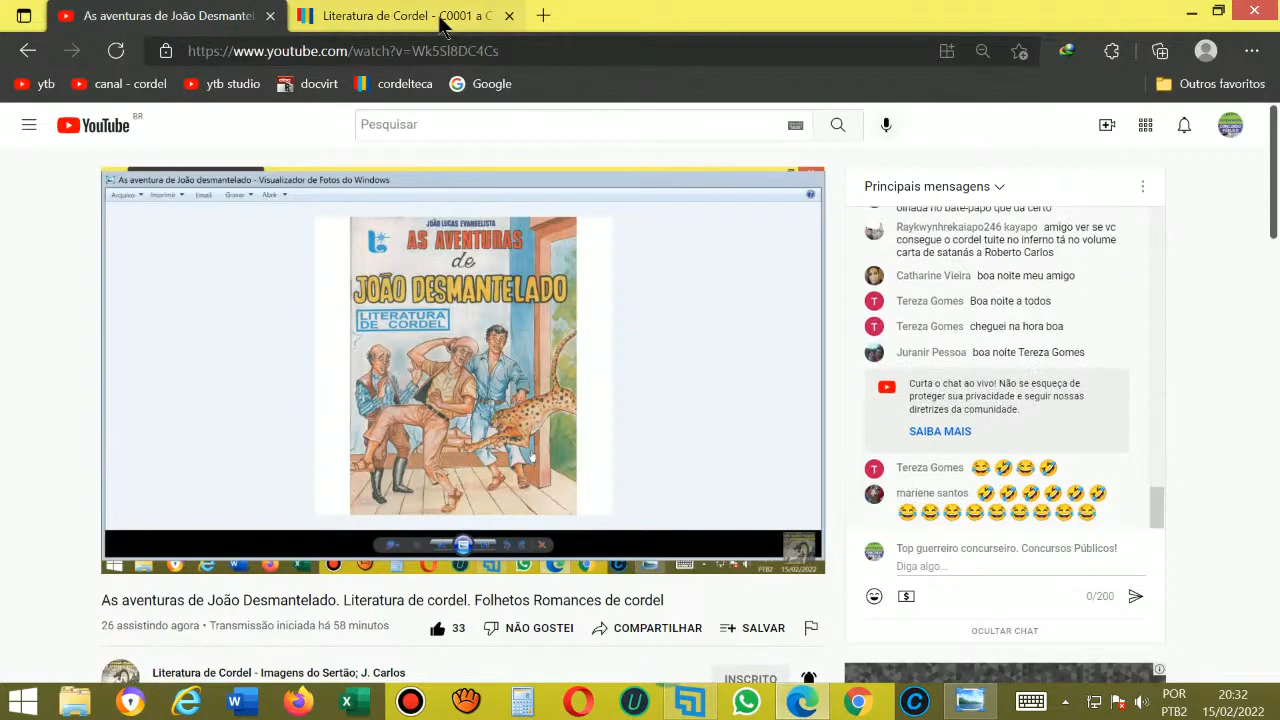 As aventuras de João Desmantel
Literatura de Cordel - C0001 a C
https://www.youtube.com/watch?v=Wk5Sl8DC4Cs
ytb
canal - cordel
ytb studio
docvirt
cordelteca
Google
Outros favoritos
YouTube BR
Pesquisar
As aventura de João desmantelado - Visualizador de Fotos do Windows
Arquivo Imprimir Email Gravar Abrir
JOÃO LUCAS EVANGELISTA
AS AVENTURAS
de
JOÃO DESMANTELADO
LITERATURA
DE CORDEL
PTB2 15/02/2022
As aventuras de João Desmantelado. Literatura de cordel. Folhetos Romances de cordel
26 assistindo agora • Transmissão iniciada há 58 minutos
33
NÃO GOSTEI
COMPARTILHAR
SALVAR
Literatura de Cordel - Imagens do Sertão; J. Carlos
INSCRITO
Principais mensagens
olhada no bate-papo que da certo
Raykwynhrekaiapo246 kayapo amigo ver se vc
consegue o cordel tuite no inferno tá no volume
carta de satanás a Roberto Carlos
Catharine Vieira boa noite meu amigo
Tereza Gomes Boa noite a todos
Tereza Gomes cheguei na hora boa
Juranir Pessoa boa noite Tereza Gomes
Curta o chat ao vivo! Não se esqueça de
proteger sua privacidade e seguir nossas
diretrizes da comunidade.
SAIBA MAIS
Tereza Gomes 😂🤣😂🤣
mariene santos 🤣🤣🤣🤣🤣🤣
😂😂😂😂😂😂😂😂😂
Top guerreiro concurseiro. Concursos Públicos!
Diga algo...
0/200
OCULTAR CHAT
POR
PTB2
20:32
15/02/2022